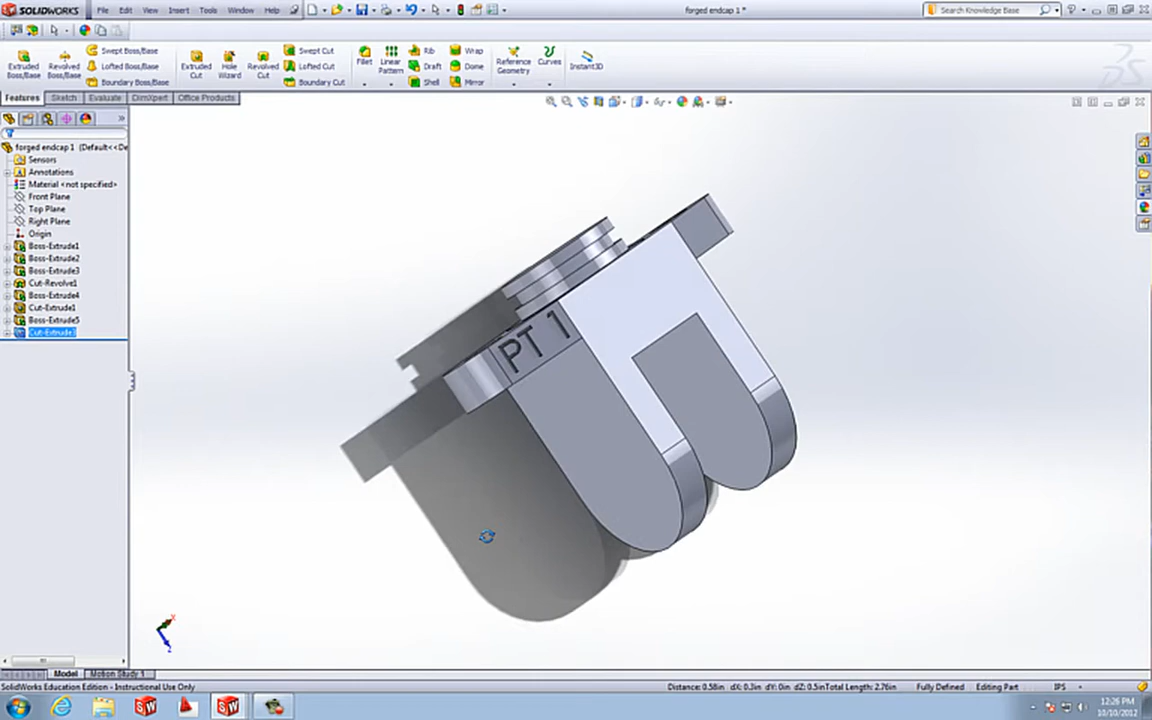 SOLIDWORKS File Edit View Insert Tools Window Help forged endcap 1 * Search Knowledge Base
Extruded Boss/Base Revolved Boss/Base Swept Boss/Base Lofted Boss/Base Boundary Boss/Base Extruded Cut Hole Wizard Revolved Cut Swept Cut Lofted Cut Boundary Cut Fillet Linear Pattern Rib Draft Shell Wrap Dome Mirror Reference Geometry Curves Instant3D
Features Sketch Evaluate DimXpert Office Products
forged endcap 1 (Default<<De
Sensors
Annotations
Material <not specified>
Front Plane
Top Plane
Right Plane
Origin
Boss-Extrude1
Boss-Extrude2
Boss-Extrude3
Cut-Revolve1
Boss-Extrude4
Cut-Extrude1
Boss-Extrude5
Cut-Extrude3
PT 1
Model Motion Study 1
SolidWorks Education Edition - Instructional Use Only Distance: 0.58in dX: 0.3in dY: 0in dZ: 0.5in Total Length: 2.76in Fully Defined Editing Part IPS
12:26 PM
10/10/2012